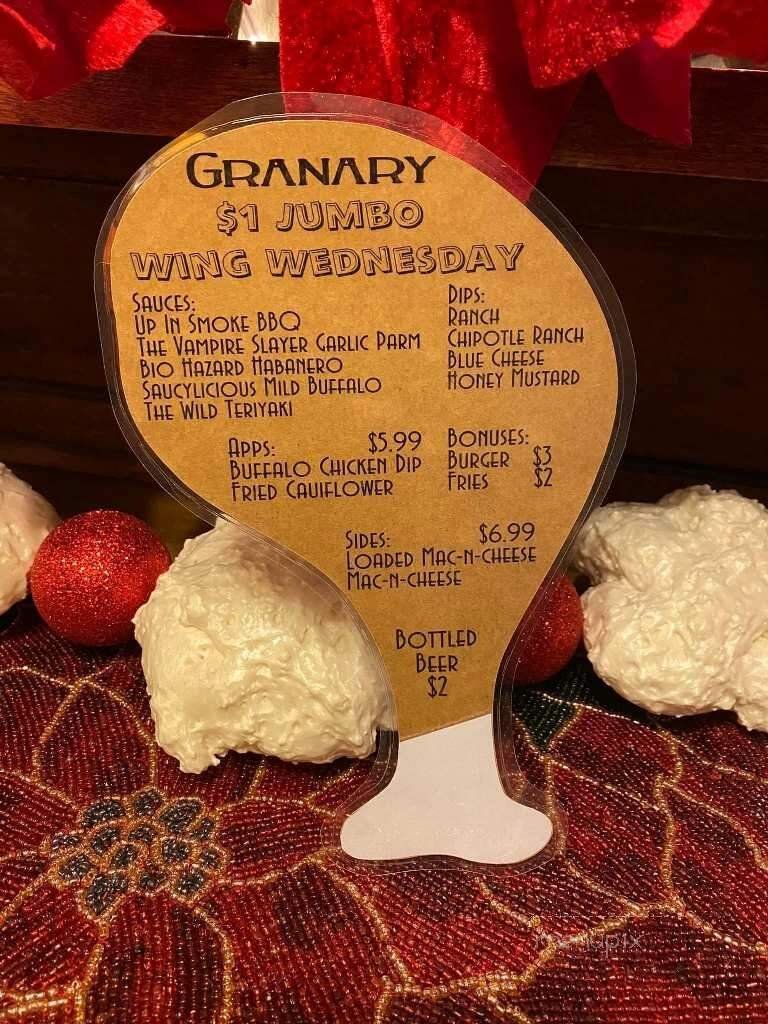 GRANARY
$1 JUMBO
WING WEDNESDAY
SAUCES:
UP IN SMOKE BBQ
THE VAMPIRE SLAYER GARLIC PARM
BIO HAZARD HABANERO
SAUCYLICIOUS MILD BUFFALO
THE WILD TERIYAKI
DIPS:
RANCH
CHIPOTLE RANCH
BLUE CHEESE
HONEY MUSTARD
APPS: $5.99
BUFFALO CHICKEN DIP
FRIED CAUIFLOWER
BONUSES:
BURGER $3
FRIES $2
SIDES: $6.99
LOADED MAC-N-CHEESE
MAC-N-CHEESE
BOTTLED
BEER
$2
menupix